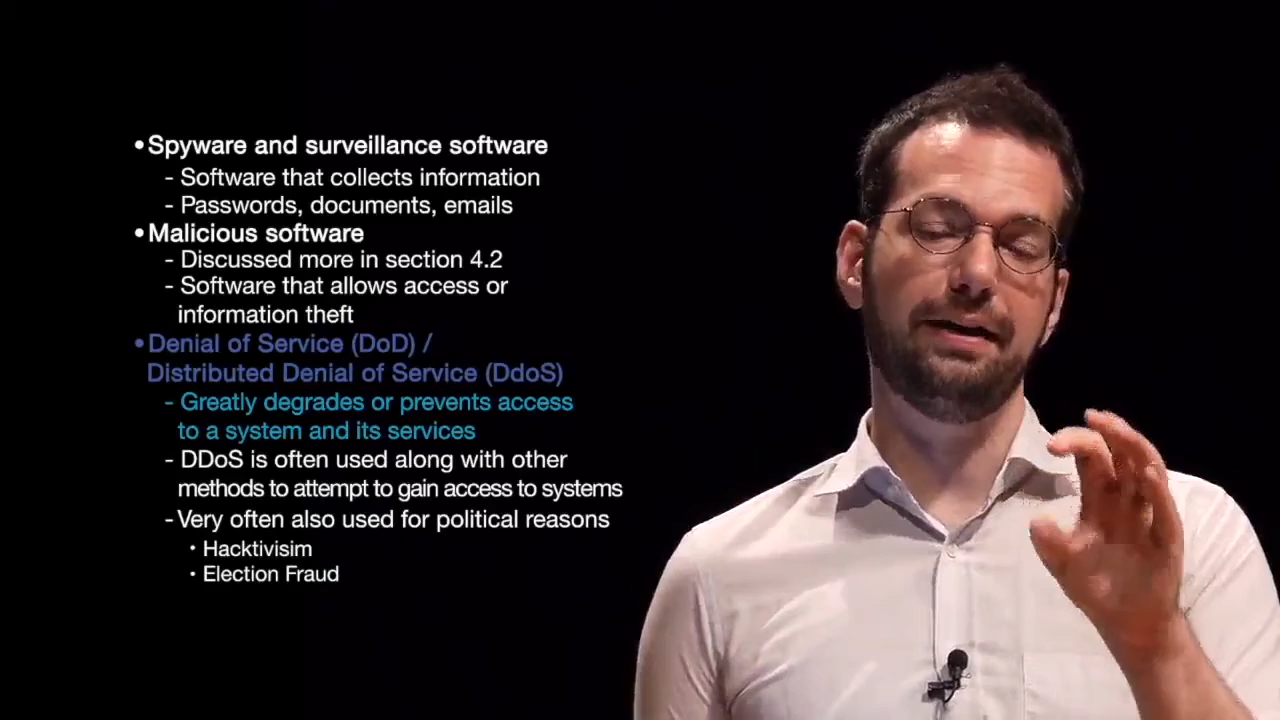 •Spyware and surveillance software
- Software that collects information
- Passwords, documents, emails
•Malicious software
- Discussed more in section 4.2
- Software that allows access or
information theft
•Denial of Service (DoD) /
Distributed Denial of Service (DdoS)
- Greatly degrades or prevents access
to a system and its services
- DDoS is often used along with other
methods to attempt to gain access to systems
-Very often also used for political reasons
• Hacktivisim
• Election Fraud